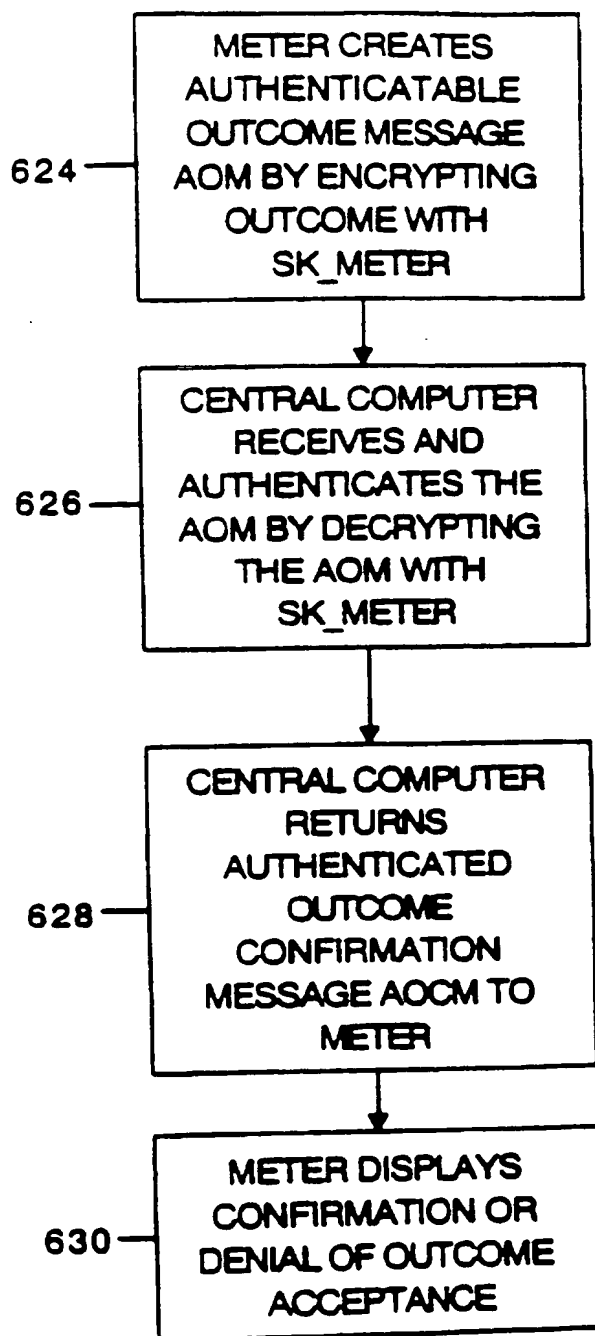 METER CREATES
AUTHENTICATABLE
OUTCOME MESSAGE
AOM BY ENCRYPTING
OUTCOME WITH
SK_METER
624
CENTRAL COMPUTER
RECEIVES AND
AUTHENTICATES THE
AOM BY DECRYPTING
THE AOM WITH
SK_METER
626
CENTRAL COMPUTER
RETURNS
AUTHENTICATED
OUTCOME
CONFIRMATION
MESSAGE AOCM TO
METER
628
METER DISPLAYS
CONFIRMATION OR
DENIAL OF OUTCOME
ACCEPTANCE
630